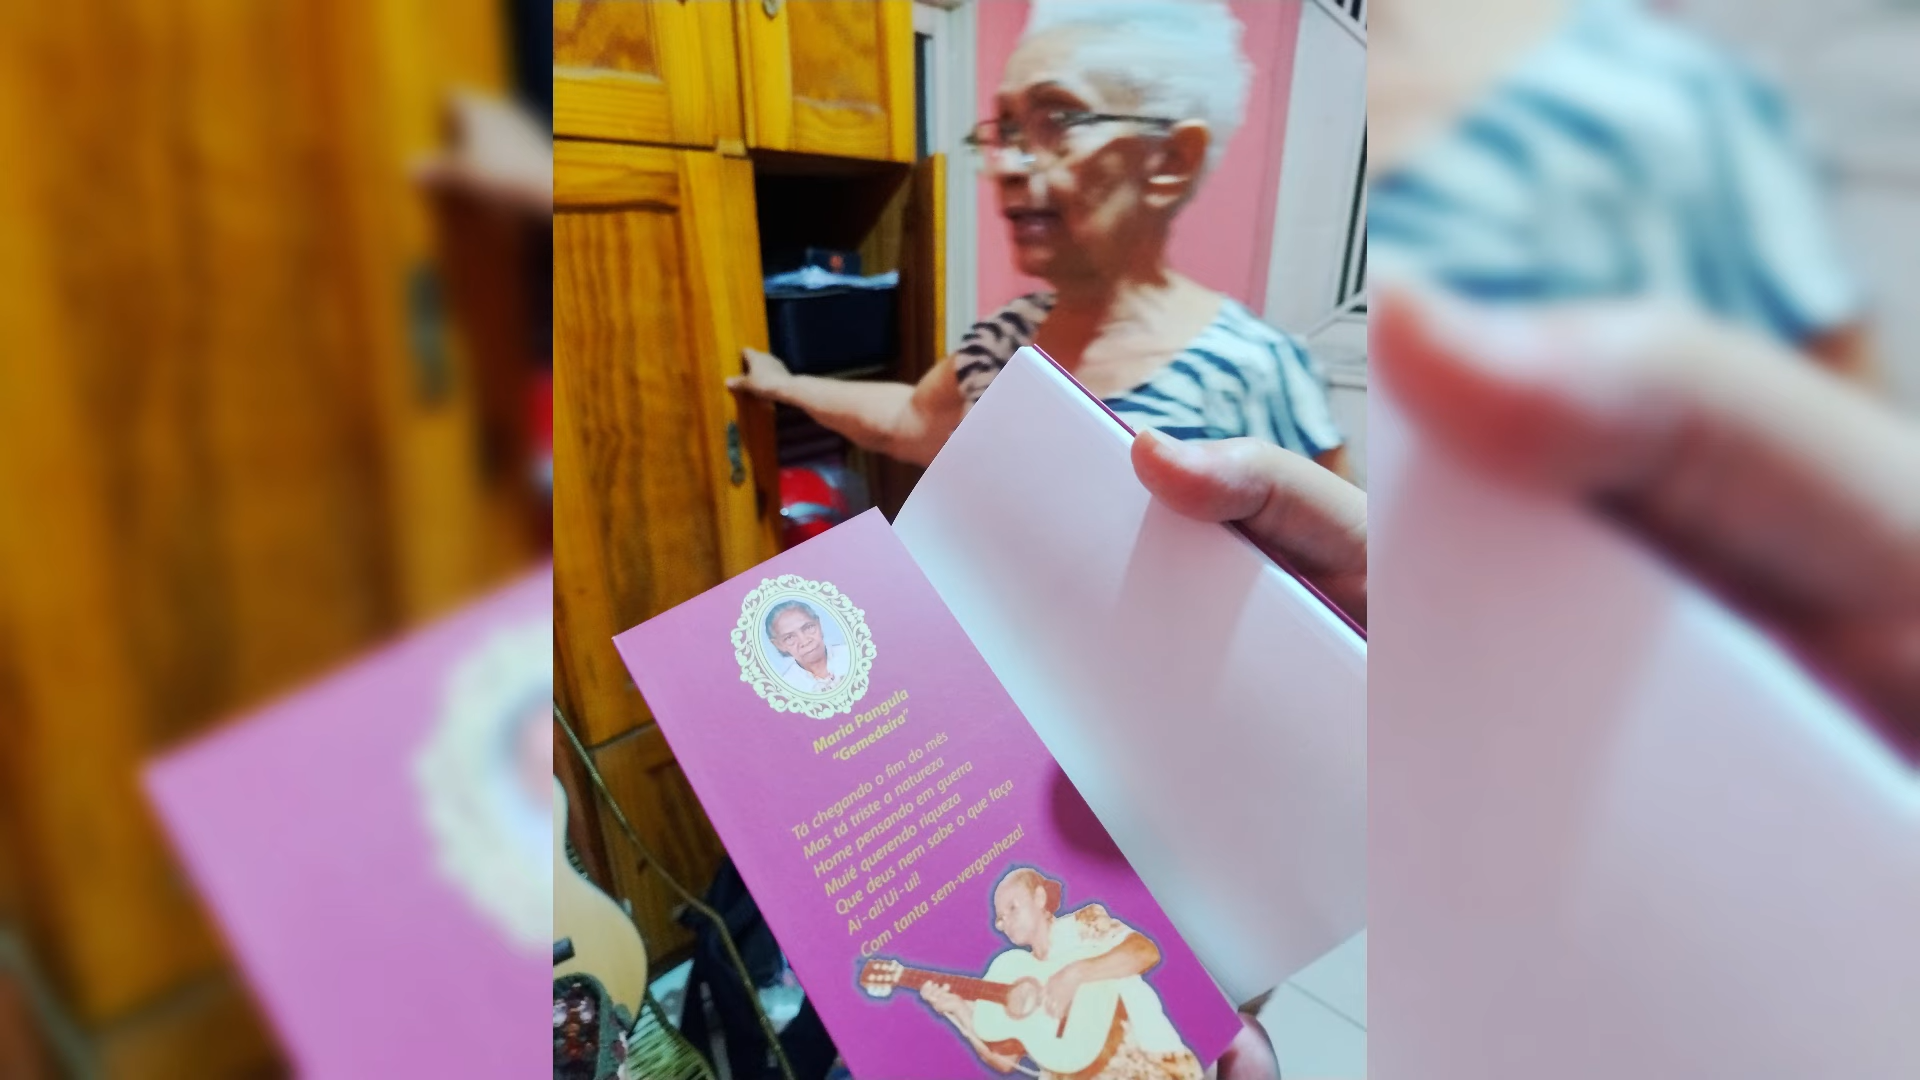 Maria Pangula
"Gemedeira"
Tá chegando o fim do mês
Mas tá triste a natureza
Home pensando em guerra
Muié querendo riqueza
Que deus nem sabe o que faça
Ai-ai! Ui-ui!
Com tanta sem-vergonheza!